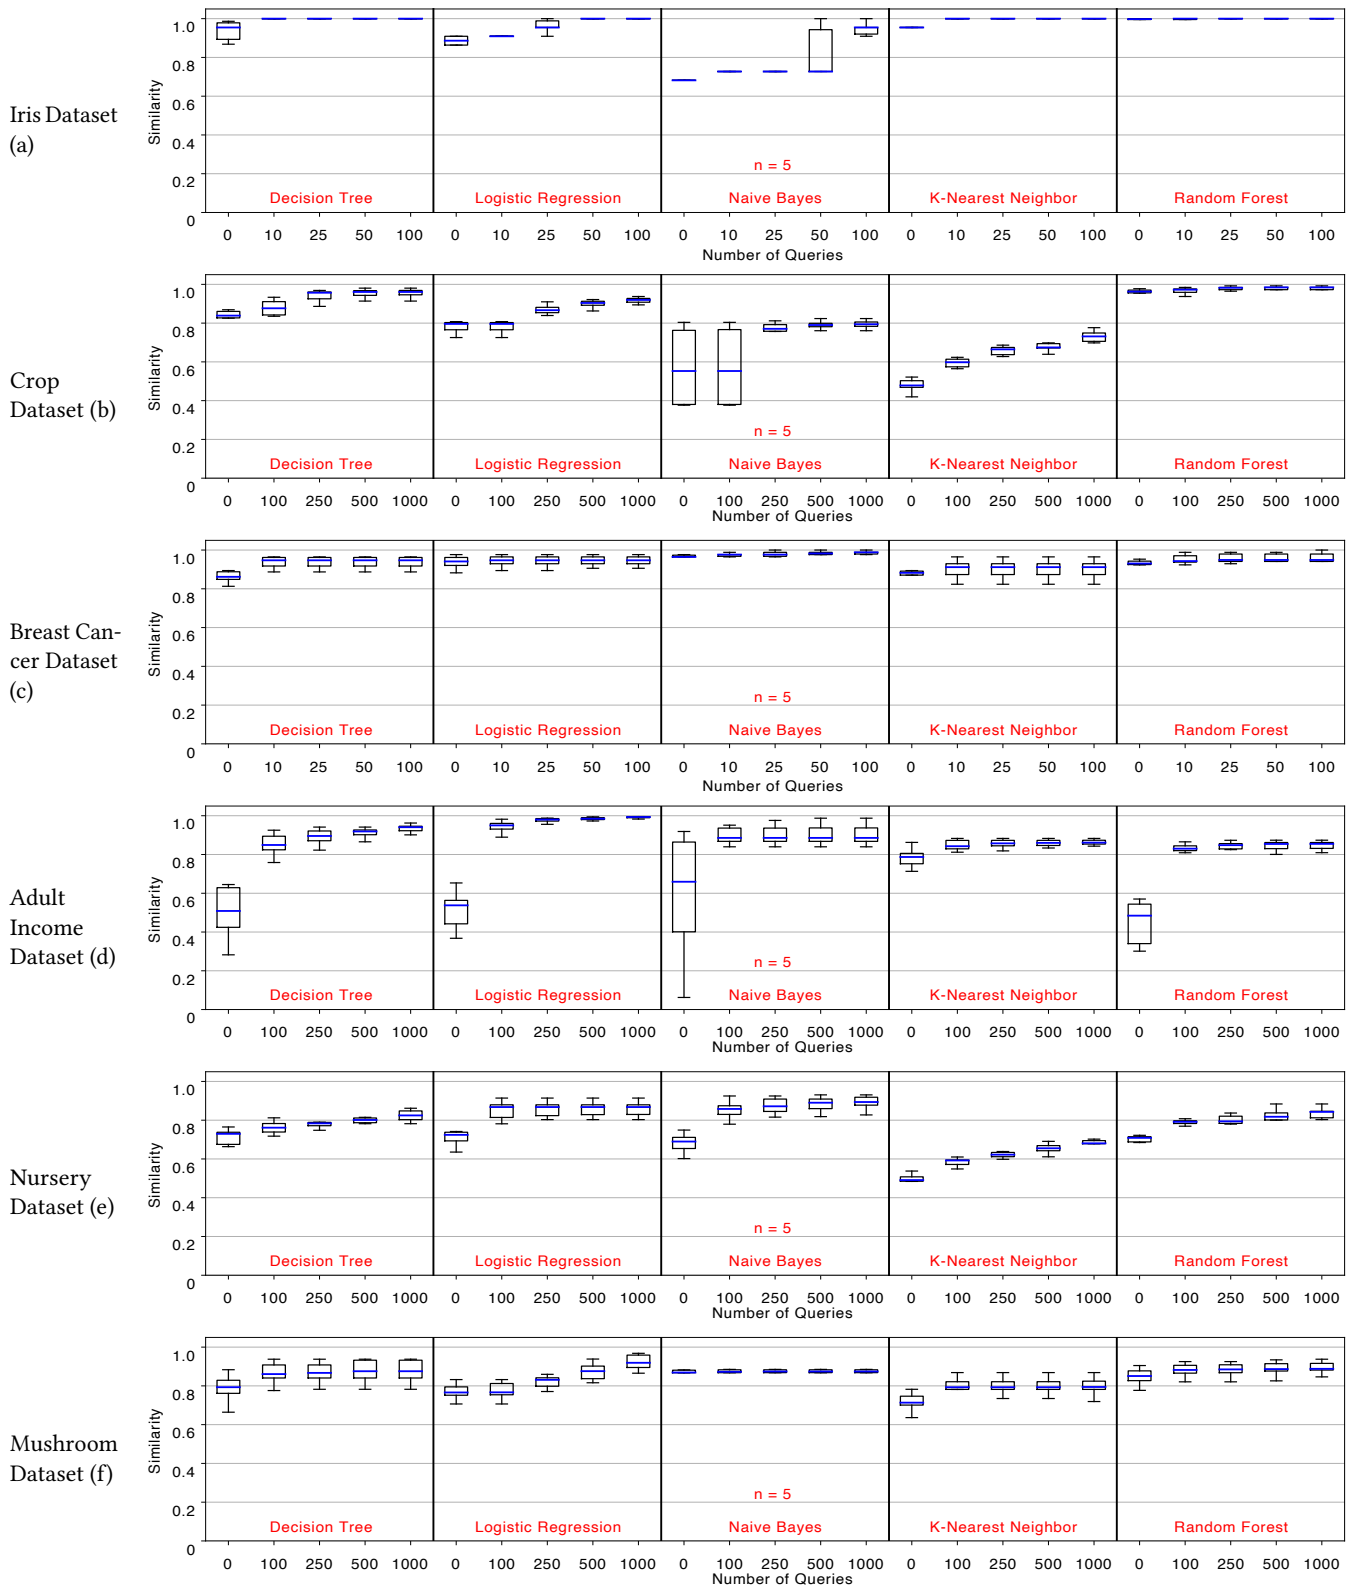 1.0
0.8
0.6
0.4
0.2
0
Similarity
Iris Dataset
(a)
n = 5
Decision Tree Logistic Regression Naive Bayes K-Nearest Neighbor Random Forest
0 10 25 50 100 0 10 25 50 100 0 10 25 50 100 0 10 25 50 100 0 10 25 50 100
Number of Queries
1.0
0.8
0.6
0.4
0.2
0
Similarity
Crop
Dataset (b)
n = 5
Decision Tree Logistic Regression Naive Bayes K-Nearest Neighbor Random Forest
0 100 250 500 1000 0 100 250 500 1000 0 100 250 500 1000 0 100 250 500 1000 0 100 250 500 1000
Number of Queries
1.0
0.8
0.6
0.4
0.2
0
Similarity
Breast Can-
cer Dataset
(c)
n = 5
Decision Tree Logistic Regression Naive Bayes K-Nearest Neighbor Random Forest
0 10 25 50 100 0 10 25 50 100 0 10 25 50 100 0 10 25 50 100 0 10 25 50 100
Number of Queries
1.0
0.8
0.6
0.4
0.2
0
Similarity
Adult
Income
Dataset (d)
n = 5
Decision Tree Logistic Regression Naive Bayes K-Nearest Neighbor Random Forest
0 100 250 500 1000 0 100 250 500 1000 0 100 250 500 1000 0 100 250 500 1000 0 100 250 500 1000
Number of Queries
1.0
0.8
0.6
0.4
0.2
0
Similarity
Nursery
Dataset (e)
n = 5
Decision Tree Logistic Regression Naive Bayes K-Nearest Neighbor Random Forest
0 100 250 500 1000 0 100 250 500 1000 0 100 250 500 1000 0 100 250 500 1000 0 100 250 500 1000
Number of Queries
1.0
0.8
0.6
0.4
0.2
0
Similarity
Mushroom
Dataset (f)
n = 5
Decision Tree Logistic Regression Naive Bayes K-Nearest Neighbor Random Forest
0 100 250 500 1000 0 100 250 500 1000 0 100 250 500 1000 0 100 250 500 1000 0 100 250 500 1000
Number of Queries